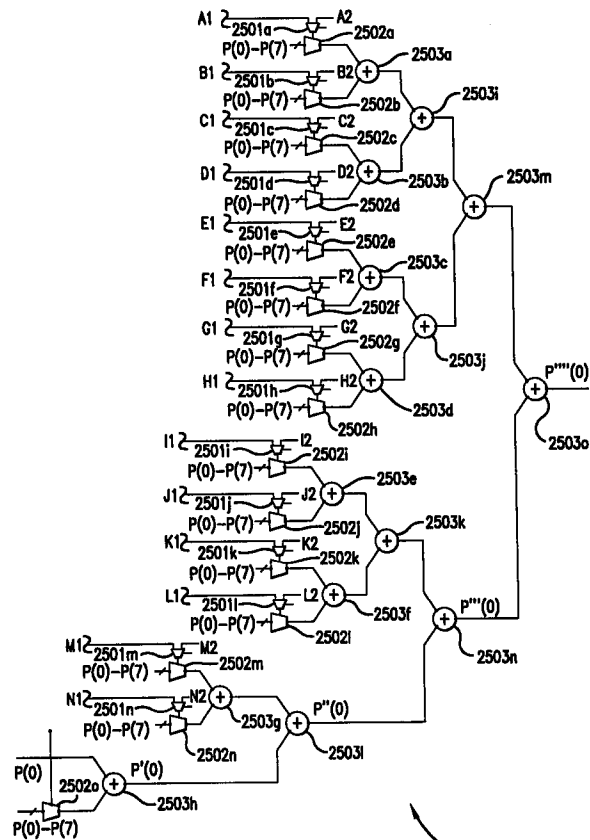 A1 2501a A2 2502a
P(0)–P(7) 2503a
B1 2501b B2 2503i
P(0)–P(7) 2502b
C1 2501c C2 2502c
P(0)–P(7)
D1 2501d D2 2503b 2503m
P(0)–P(7) 2502d
E1 2501e E2 2502e
P(0)–P(7) 2503c
F1 2501f F2
P(0)–P(7) 2502f
G1 2501g G2 2502g
P(0)–P(7) 2503j
H1 2501h H2 P'''''(0)
P(0)–P(7) 2503d
2502h 2503o
I1 2501i I2 2502i
P(0)–P(7) 2503e
J1 2501j J2 2503k
P(0)–P(7) 2502j
K1 2501k K2 2502k
P(0)–P(7)
L1 2501l L2 2503f P'''(0)
P(0)–P(7) 2502l 2503n
M1 2501m M2 2502m
P(0)–P(7)
N1 2501n N2 P''(0)
P(0)–P(7) 2503g
2502n 2503l
P(0) 2502o P'(0)
2503h
P(0)–P(7)